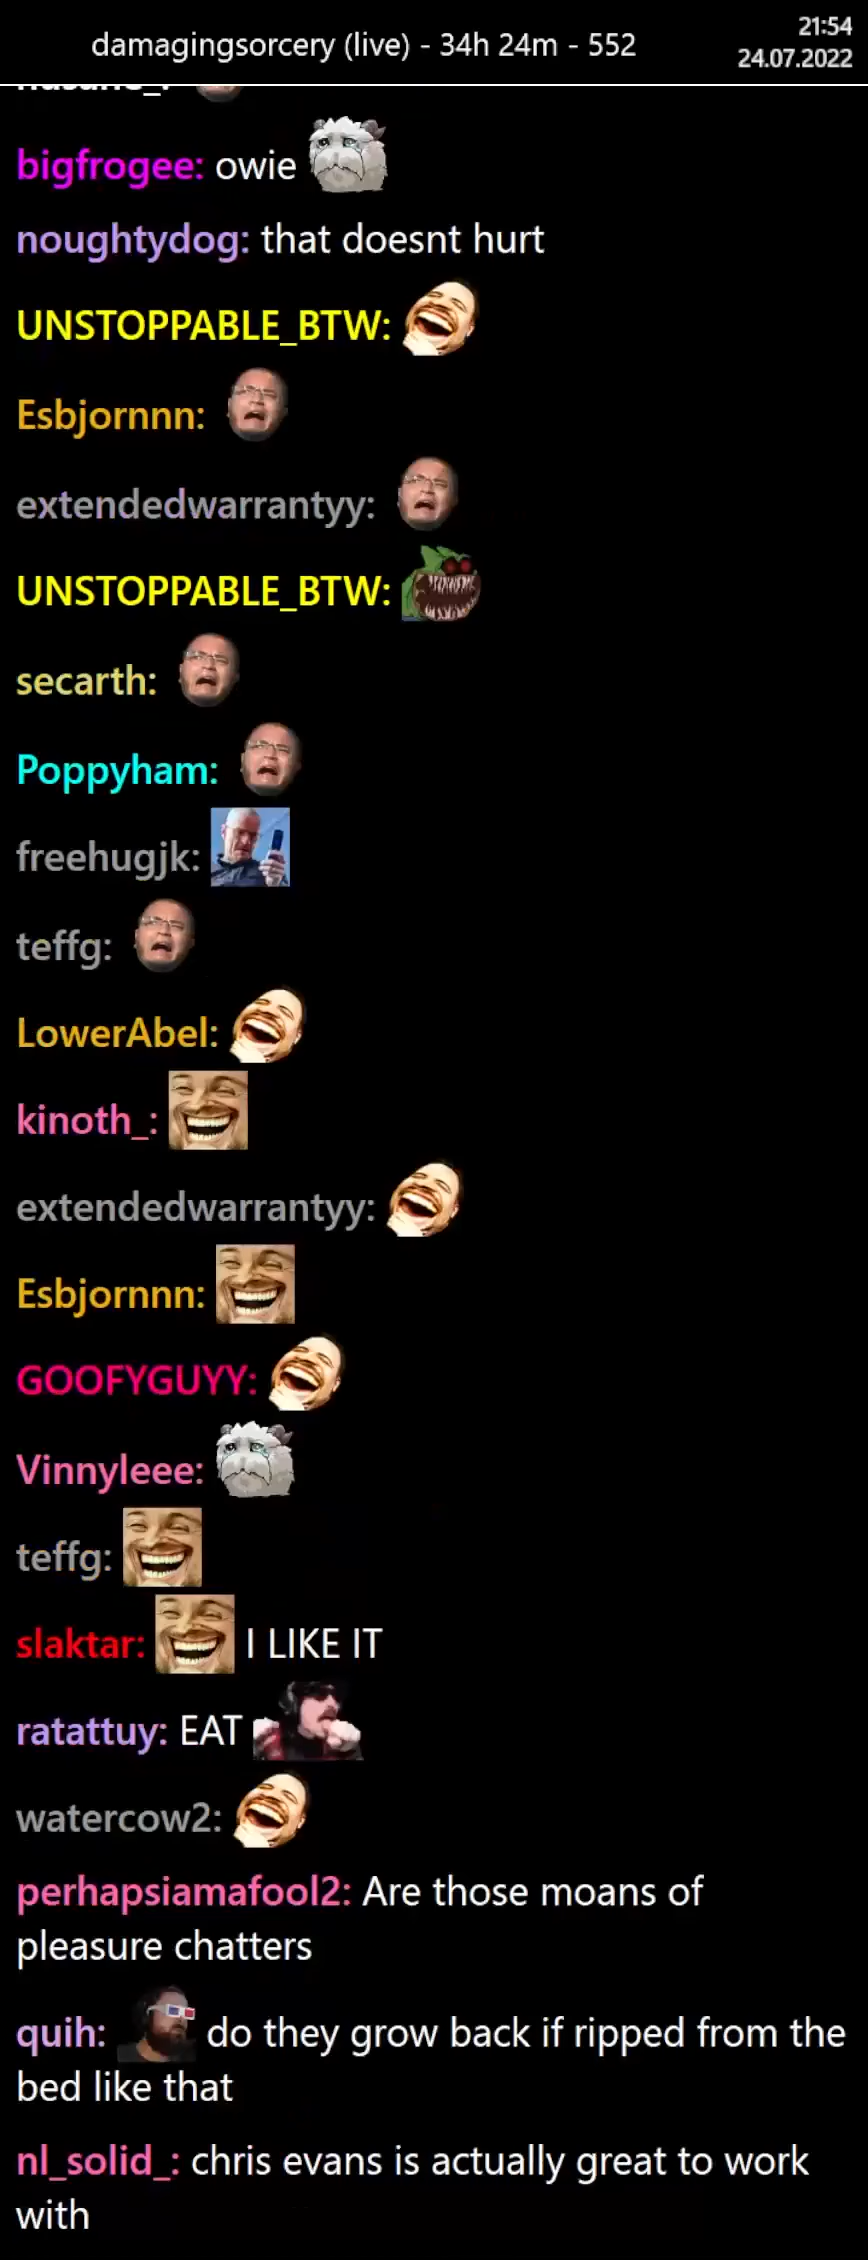 damagingsorcery (live) - 34h 24m - 552
21:54
24.07.2022
bigfrogee: owie
noughtydog: that doesnt hurt
UNSTOPPABLE_BTW:
Esbjornnn:
extendedwarrantyy:
UNSTOPPABLE_BTW:
secarth:
Poppyham:
freehugjk:
teffg:
LowerAbel:
kinoth_:
extendedwarrantyy:
Esbjornnn:
GOOFYGUYY:
Vinnyleee:
teffg:
slaktar: I LIKE IT
ratattuy: EAT
watercow2:
perhapsiamafool2: Are those moans of
pleasure chatters
quih: do they grow back if ripped from the
bed like that
nl_solid_: chris evans is actually great to work
with